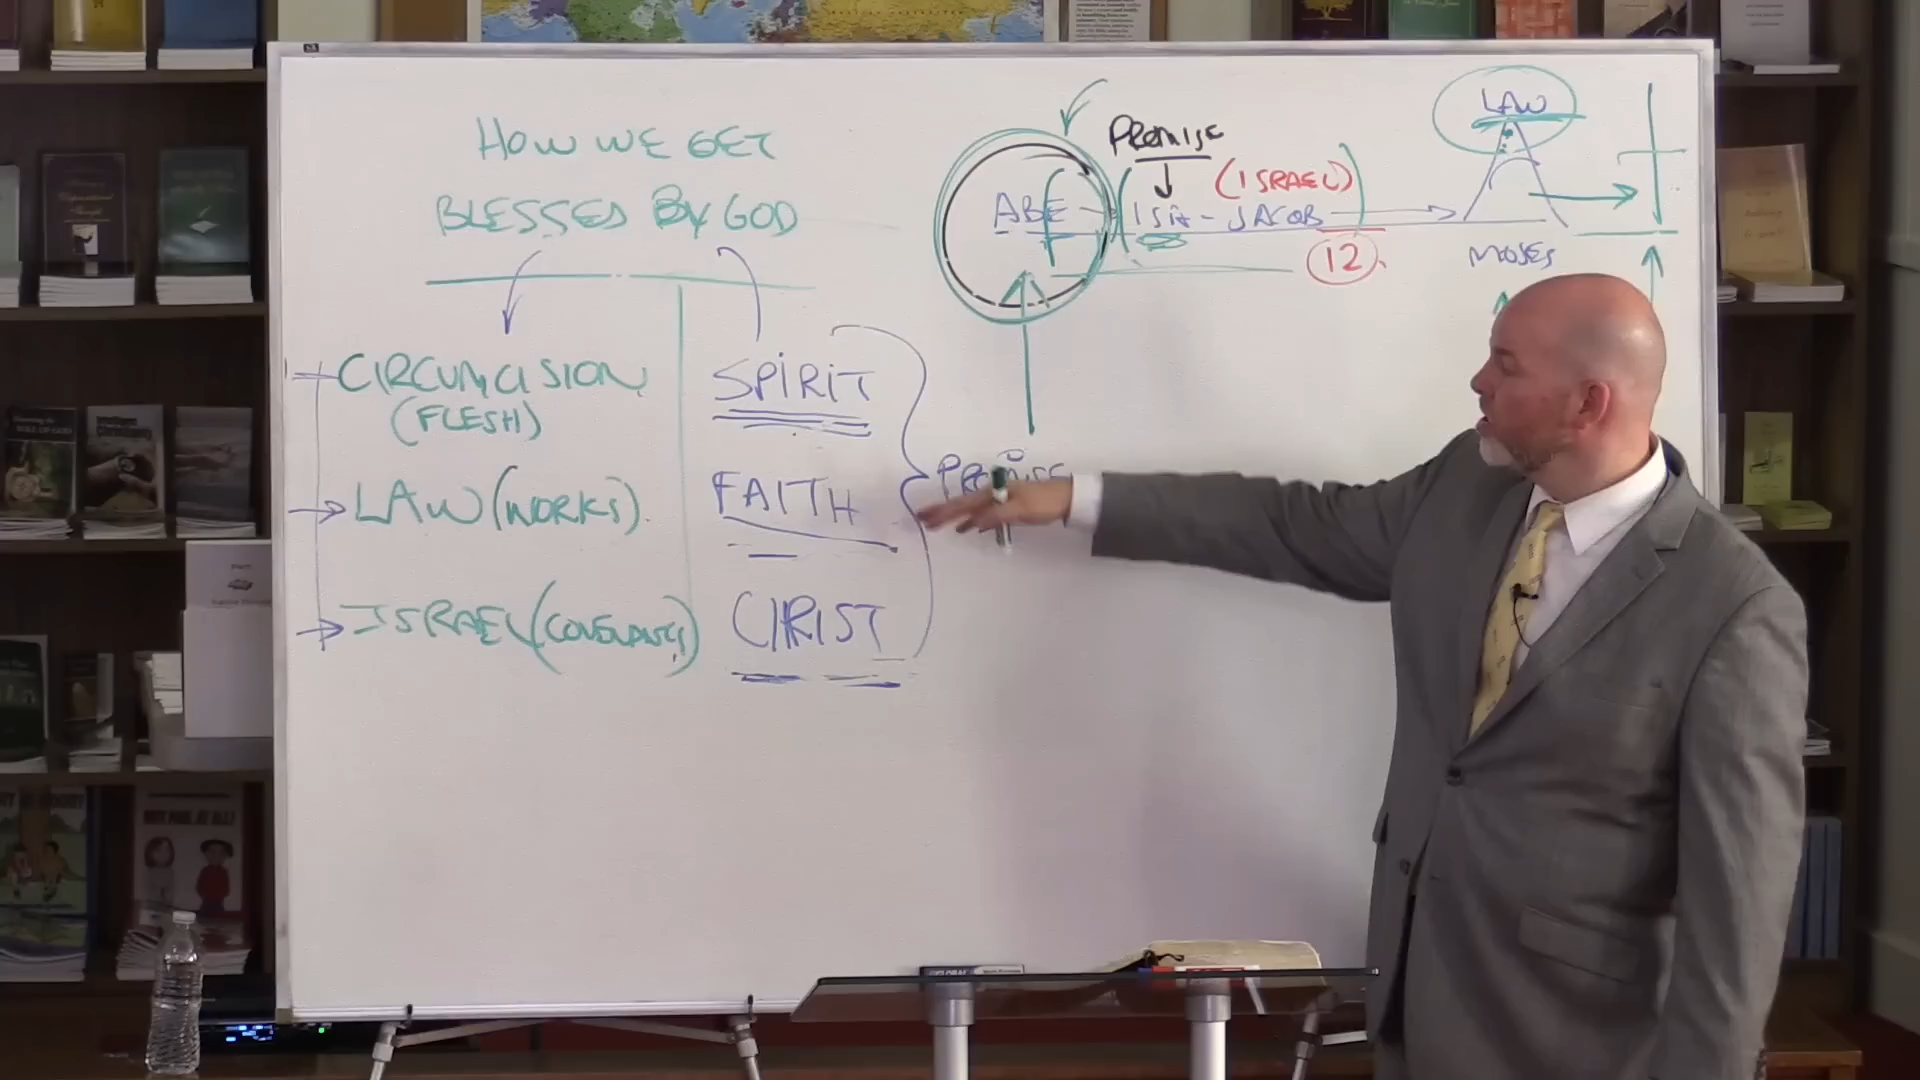 HOW WE GET
BLESSED BY GOD
CIRCUMCISION
(FLESH)
LAW (WORKS)
ISRAEL (COVENANTS)
SPIRIT
FAITH
CHRIST
PROMISE
PROMISE
(ISRAEL)
ABE
ISA - JACOB
12
LAW
MOSES